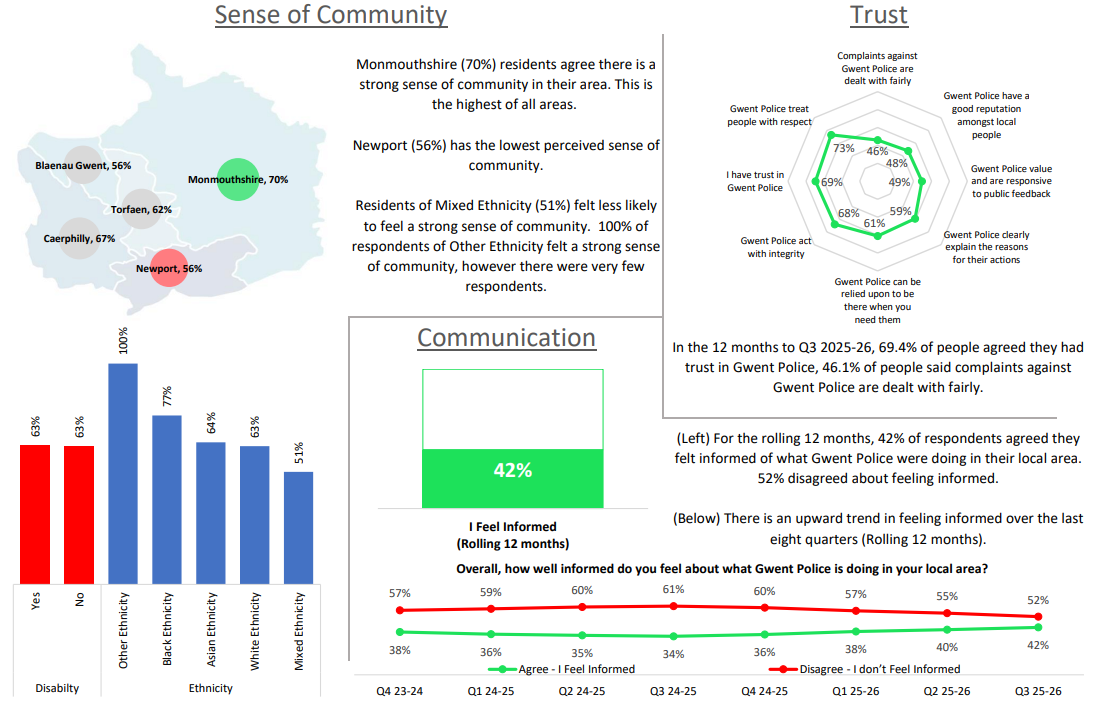 Sense of Community
Blaenau Gwent, 56%
Monmouthshire, 70%
Torfaen, 62%
Caerphilly, 67%
Newport, 56%
Monmouthshire (70%) residents agree there is a
strong sense of community in their area. This is
the highest of all areas.
Newport (56%) has the lowest perceived sense of
community.
Residents of Mixed Ethnicity (51%) felt less likely
to feel a strong sense of community.  100% of
respondents of Other Ethnicity felt a strong sense
of community, however there were very few
respondents.
63%
63%
100%
77%
64%
63%
51%
Yes
No
Other Ethnicity
Black Ethnicity
Asian Ethnicity
White Ethnicity
Mixed Ethnicity
Disabilty
Ethnicity
Trust
Complaints against
Gwent Police are
dealt with fairly
Gwent Police have a
good reputation
amongst local
people
Gwent Police value
and are responsive
to public feedback
Gwent Police clearly
explain the reasons
for their actions
Gwent Police can be
relied upon to be
there when you
need them
Gwent Police act
with integrity
I have trust in
Gwent Police
Gwent Police treat
people with respect
46%
48%
49%
59%
61%
68%
69%
73%
In the 12 months to Q3 2025-26, 69.4% of people agreed they had
trust in Gwent Police, 46.1% of people said complaints against
Gwent Police are dealt with fairly.
Communication
42%
I Feel Informed
(Rolling 12 months)
(Left) For the rolling 12 months, 42% of respondents agreed they
felt informed of what Gwent Police were doing in their local area.
52% disagreed about feeling informed.
(Below) There is an upward trend in feeling informed over the last
eight quarters (Rolling 12 months).
Overall, how well informed do you feel about what Gwent Police is doing in your local area?
57% 59% 60% 61% 60% 57% 55% 52%
38% 36% 35% 34% 36% 38% 40% 42%
Agree - I Feel Informed
Disagree - I don't Feel Informed
Q4 23-24 Q1 24-25 Q2 24-25 Q3 24-25 Q4 24-25 Q1 25-26 Q2 25-26 Q3 25-26